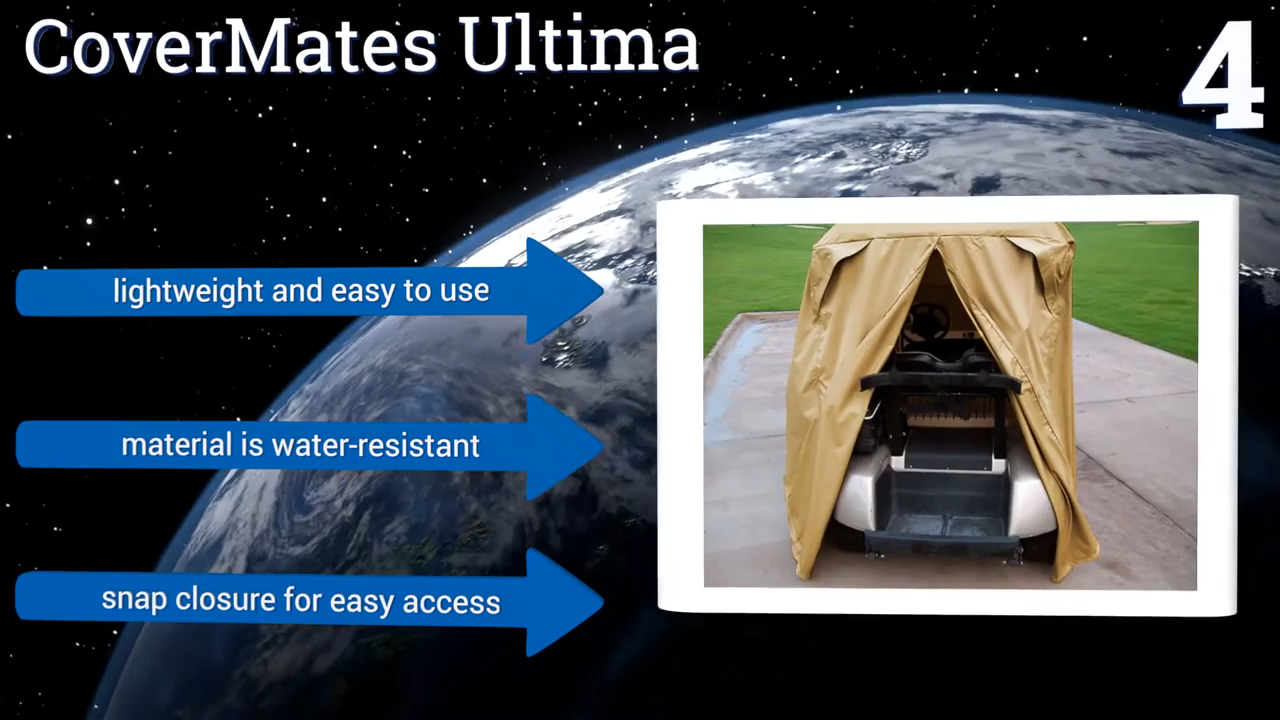 CoverMates Ultima
4
lightweight and easy to use
material is water-resistant
snap closure for easy access